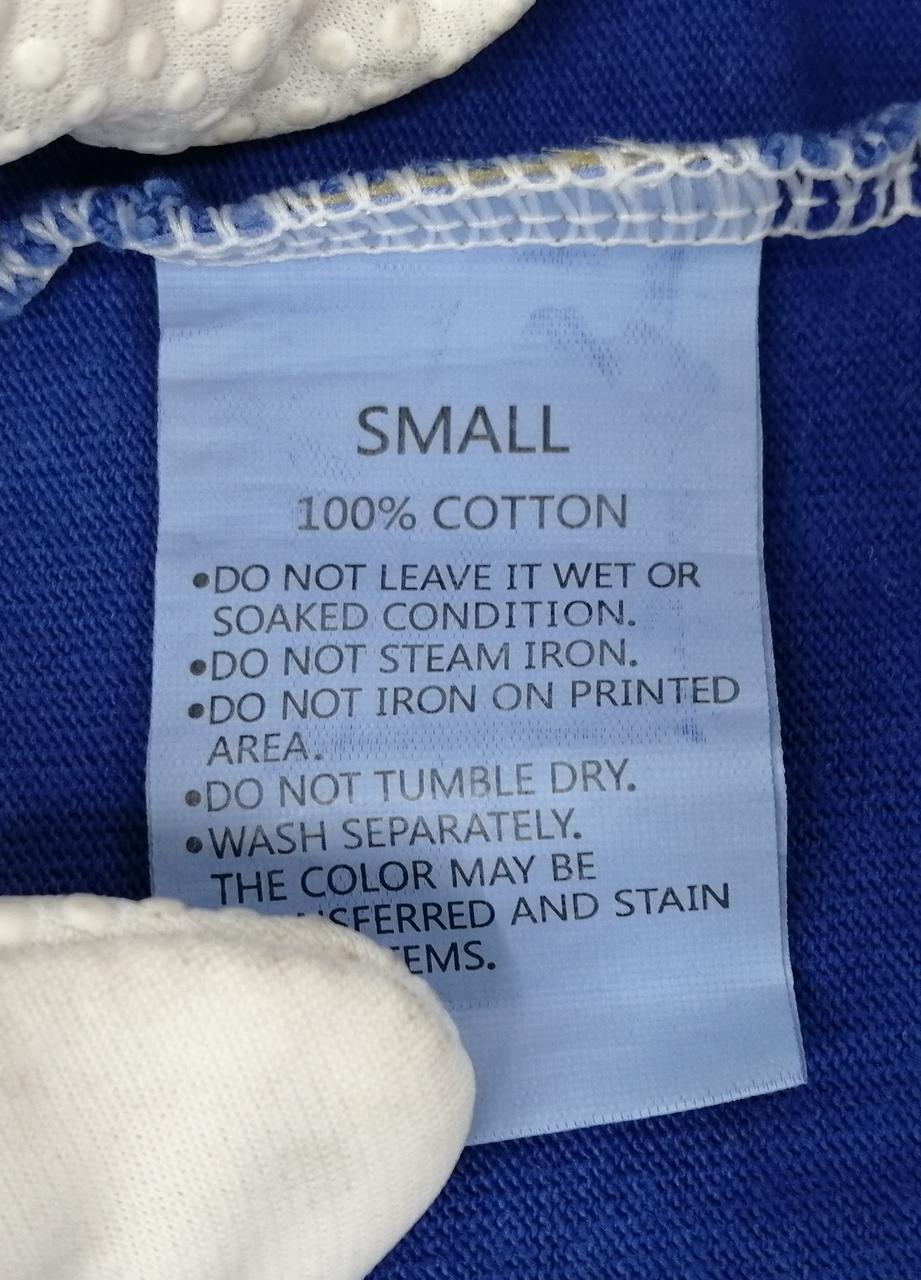 SMALL
100% COTTON
•DO NOT LEAVE IT WET OR
SOAKED CONDITION.
•DO NOT STEAM IRON.
•DO NOT IRON ON PRINTED
AREA.
•DO NOT TUMBLE DRY.
•WASH SEPARATELY.
THE COLOR MAY BE
AND STAIN